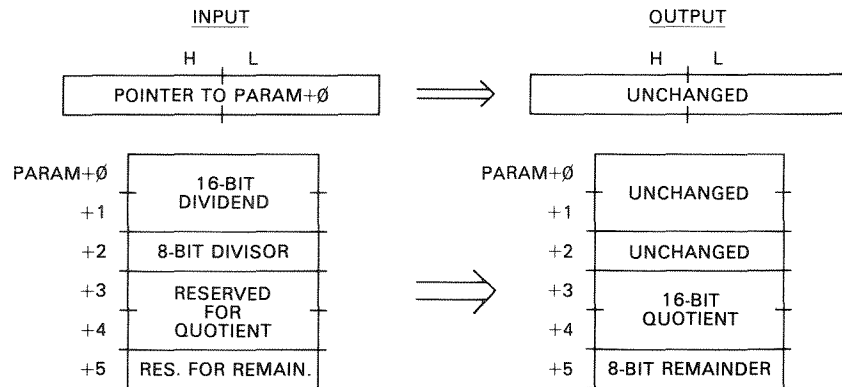 INPUT
H L
POINTER TO PARAM+Ø
PARAM+Ø
+1
+2
+3
+4
+5
16-BIT
DIVIDEND
8-BIT DIVISOR
RESERVED
FOR
QUOTIENT
RES. FOR REMAIN.
OUTPUT
H L
UNCHANGED
PARAM+Ø
+1
+2
+3
+4
+5
UNCHANGED
UNCHANGED
16-BIT
QUOTIENT
8-BIT REMAINDER